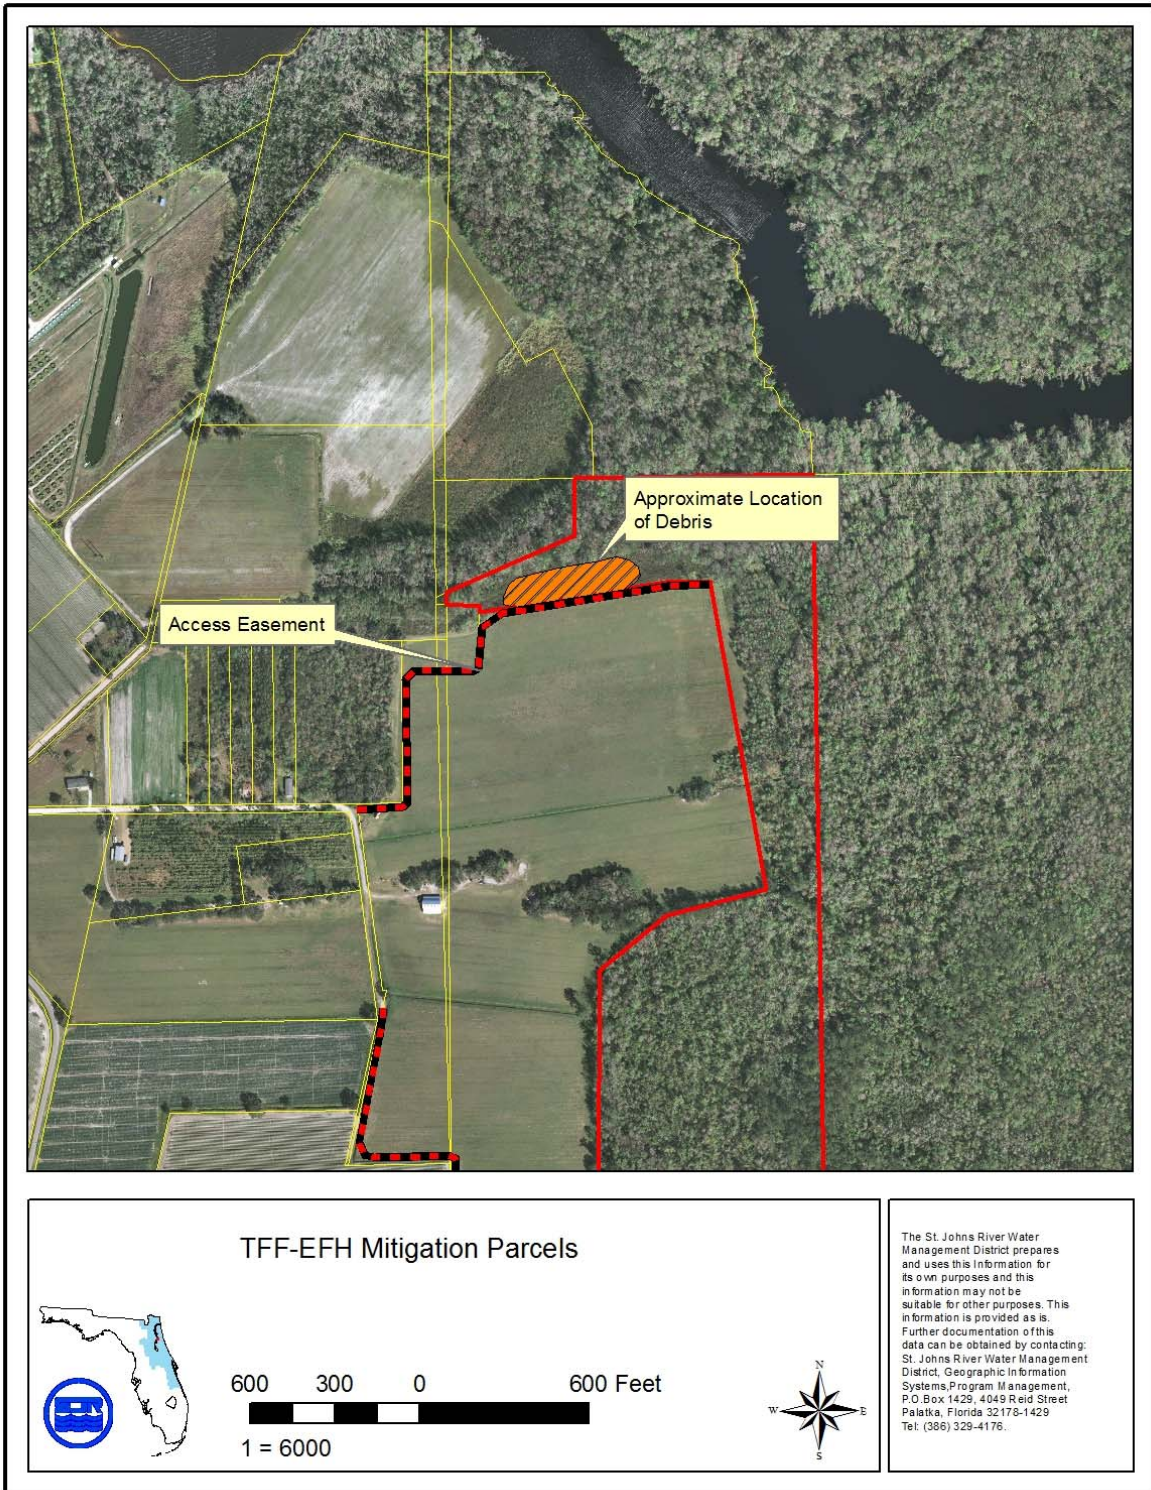 Approximate Location
of Debris
Access Easement
TFF-EFH Mitigation Parcels
600 300 0 600 Feet
1 = 6000
N
W E
S
The St. Johns River Water
Management District prepares
and uses this information for
its own purposes and this
information may not be
suitable for other purposes. This
information is provided as is.
Further documentation of this
data can be obtained by contacting:
St. Johns River Water Management
District, Geographic Information
Systems,Program Management,
P.O.Box 1429, 4049 Reid Street
Palatka, Florida 32178-1429
Tel: (386) 329-4176.